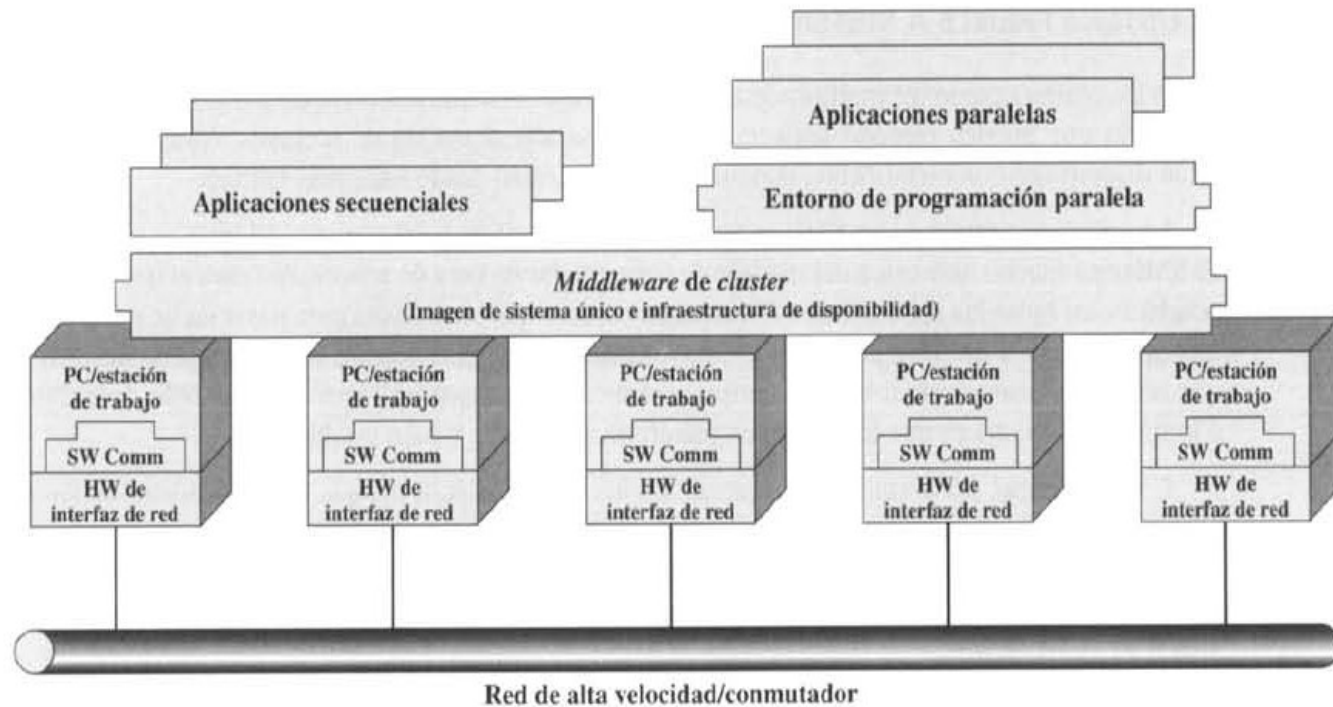 Aplicaciones paralelas
Aplicaciones secuenciales
Entorno de programación paralela
Middleware de cluster
(Imagen de sistema único e infraestructura de disponibilidad)
PC/estación
de trabajo
SW Comm
HW de
interfaz de red
PC/estación
de trabajo
SW Comm
HW de
interfaz de red
PC/estación
de trabajo
SW Comm
HW de
interfaz de red
PC/estación
de trabajo
SW Comm
HW de
interfaz de red
PC/estación
de trabajo
SW Comm
HW de
interfaz de red
Red de alta velocidad/conmutador